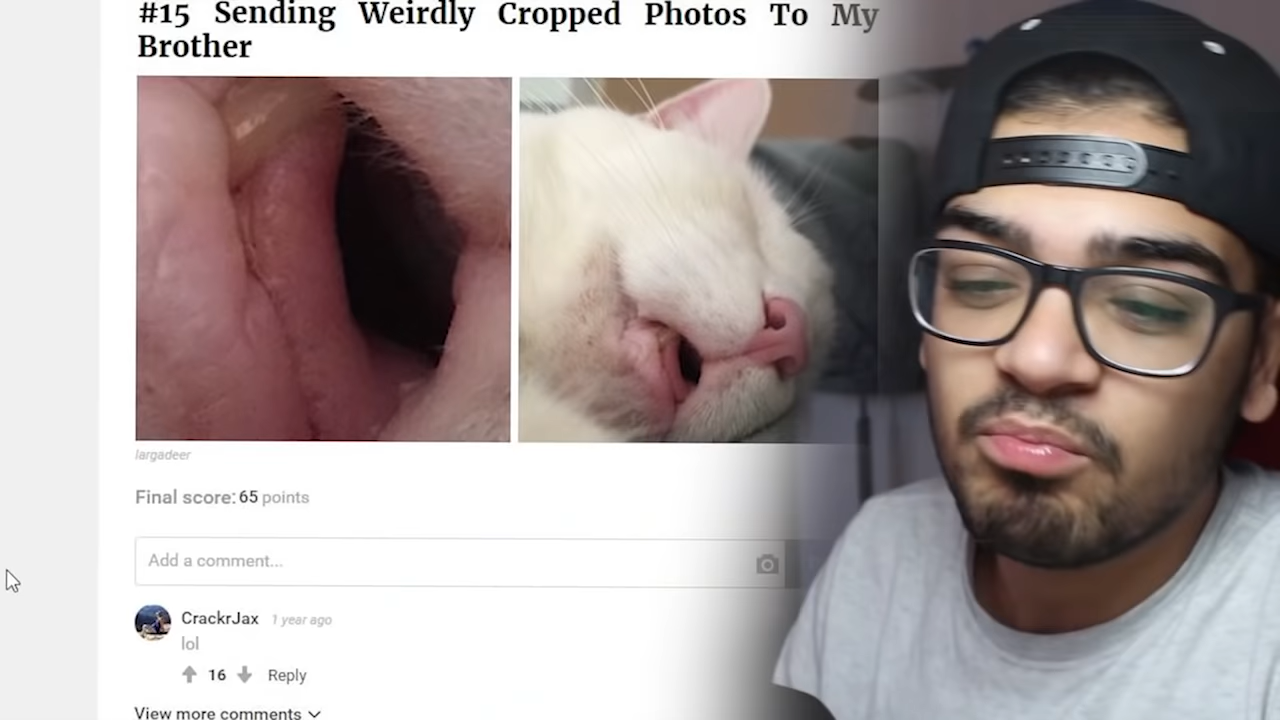 #15 Sending Weirdly Cropped Photos To My
Brother
largadeer
Final score: 65 points
Add a comment...
CrackrJax 1 year ago
lol
16 Reply
View more comments